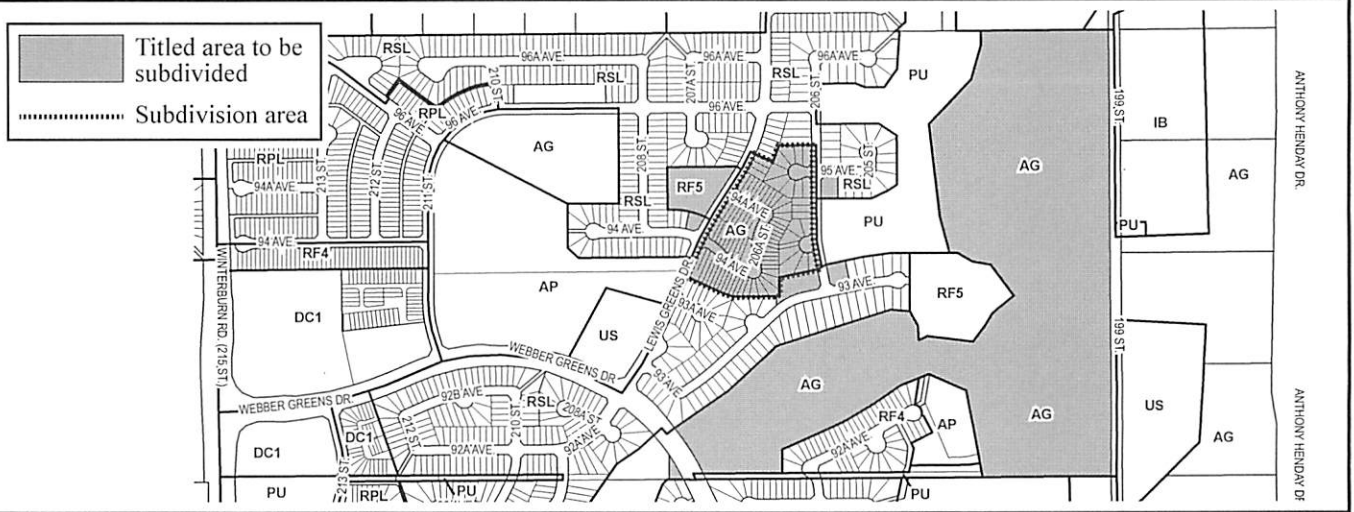 Titled area to be
subdivided
Subdivision area
RSL
96A AVE.
RSL
210 ST.
207A ST.
96A AVE.
RSL
206 ST.
96A AVE.
PU
RPL
96 AVE.
96 AVE.
96 AVE.
AG
AG
199 ST.
IB
AG
ANTHONY HENDAY DR.
RPL
94A AVE.
213 ST.
212 ST.
211 ST.
208 ST.
RSL
RF5
94A AVE.
AG
206A ST.
95 AVE.
205 ST.
RSL
PU
PU
94 AVE.
RF4
94 AVE.
94 AVE.
WINTERBURN RD. (215 ST.)
DC1
AP
US
LEWIS GREENS DR.
93A AVE
93 AVE.
RF5
199 ST.
WEBBER GREENS DR.
WEBBER GREENS DR.
93 AVE.
AG
AG
US
AG
ANTHONY HENDAY DR
92B AVE
RSL
208A ST.
212 ST.
210 ST.
92A AVE.
92A AVE.
DC1
DC1
213 ST.
RF4
AP
92A AVE.
PU
RPL
PU
PU